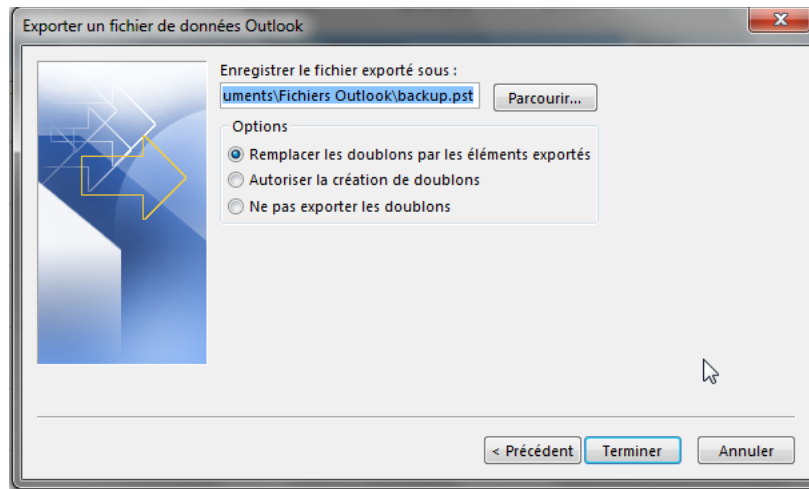 Exporter un fichier de données Outlook
Enregistrer le fichier exporté sous :
uments\Fichiers Outlook\backup.pst
Parcourir...
Options
Remplacer les doublons par les éléments exportés
Autoriser la création de doublons
Ne pas exporter les doublons
< Précédent
Terminer
Annuler